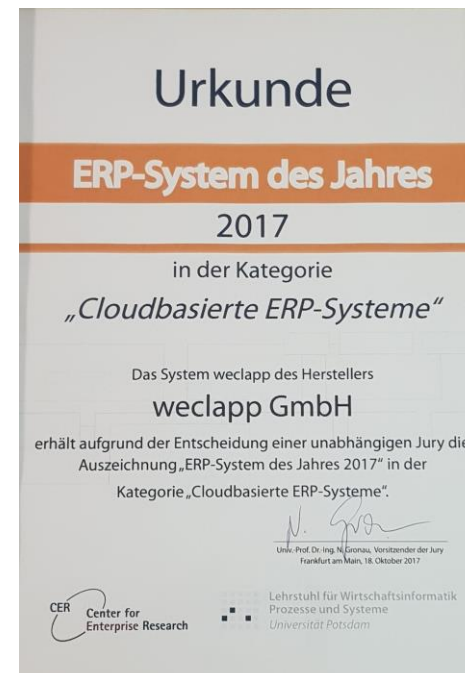 Urkunde
ERP-System des Jahres
2017
in der Kategorie
„Cloudbasierte ERP-Systeme“
Das System weclapp des Herstellers
weclapp GmbH
erhält aufgrund der Entscheidung einer unabhängigen Jury die
Auszeichnung „ERP-System des Jahres 2017“ in der
Kategorie „Cloudbasierte ERP-Systeme“.
N. Gron
Univ.-Prof. Dr.-Ing. N. Gronau, Vorsitzender der Jury
Frankfurt am Main, 18. Oktober 2017
CER Center for
Enterprise Research
Lehrstuhl für Wirtschaftsinformatik
Prozesse und Systeme
Universität Potsdam